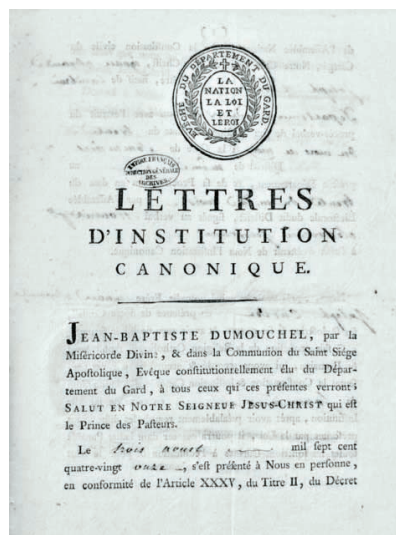 EVÊCHÉ DU DÉPARTEMENT DU GARD.
LA
NATION
LA LOI
ET
LE ROI
DES
ARCHIVES
LETTRES
D'INSTITUTION
CANONIQUE.
JEAN-BAPTISTE DUMOUCHEL, par la
Miséricorde Divine, & dans la Communion du Saint Siége
Apostolique, Evêque constitutionnellement élu du Dépar-
tement du Gard, à tous ceux qui ces présentes verront;
SALUT EN NOTRE SEIGNEUR JESUS-CHRIST qui est
le Prince des Pasteurs.
Le trois aoust mil sept cent
quatre-vingt onze, s'est présenté à Nous en personne,
en conformité de l'Article XXXV, du Titre II, du Décret